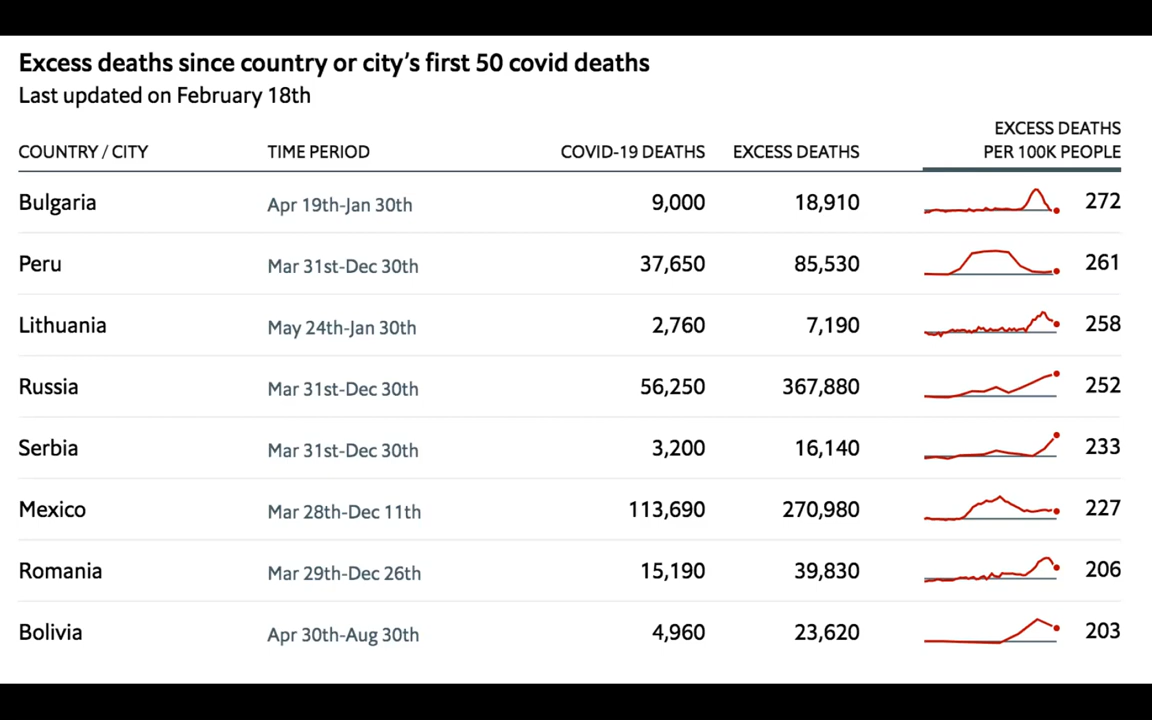 Excess deaths since country or city's first 50 covid deaths
Last updated on February 18th
COUNTRY / CITY TIME PERIOD COVID-19 DEATHS EXCESS DEATHS EXCESS DEATHS PER 100K PEOPLE
Bulgaria Apr 19th-Jan 30th 9,000 18,910 272
Peru Mar 31st-Dec 30th 37,650 85,530 261
Lithuania May 24th-Jan 30th 2,760 7,190 258
Russia Mar 31st-Dec 30th 56,250 367,880 252
Serbia Mar 31st-Dec 30th 3,200 16,140 233
Mexico Mar 28th-Dec 11th 113,690 270,980 227
Romania Mar 29th-Dec 26th 15,190 39,830 206
Bolivia Apr 30th-Aug 30th 4,960 23,620 203